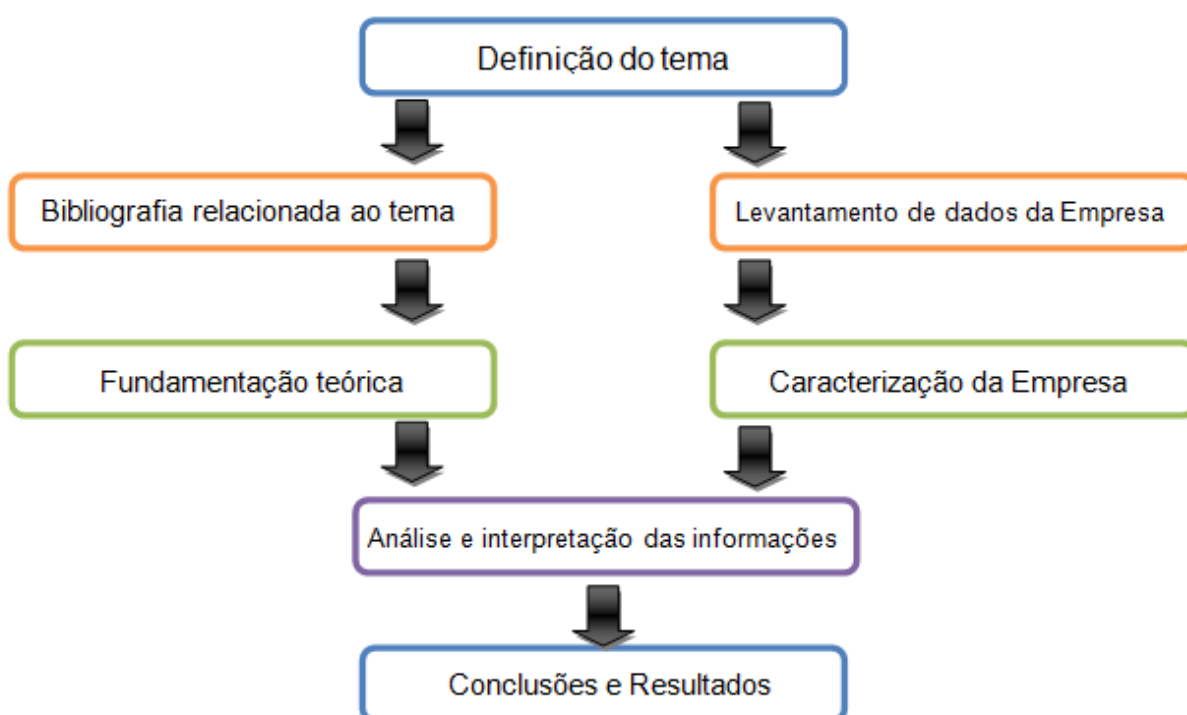 Definição do tema
Bibliografia relacionada ao tema
Levantamento de dados da Empresa
Fundamentação teórica
Caracterização da Empresa
Análise e interpretação das informações
Conclusões e Resultados